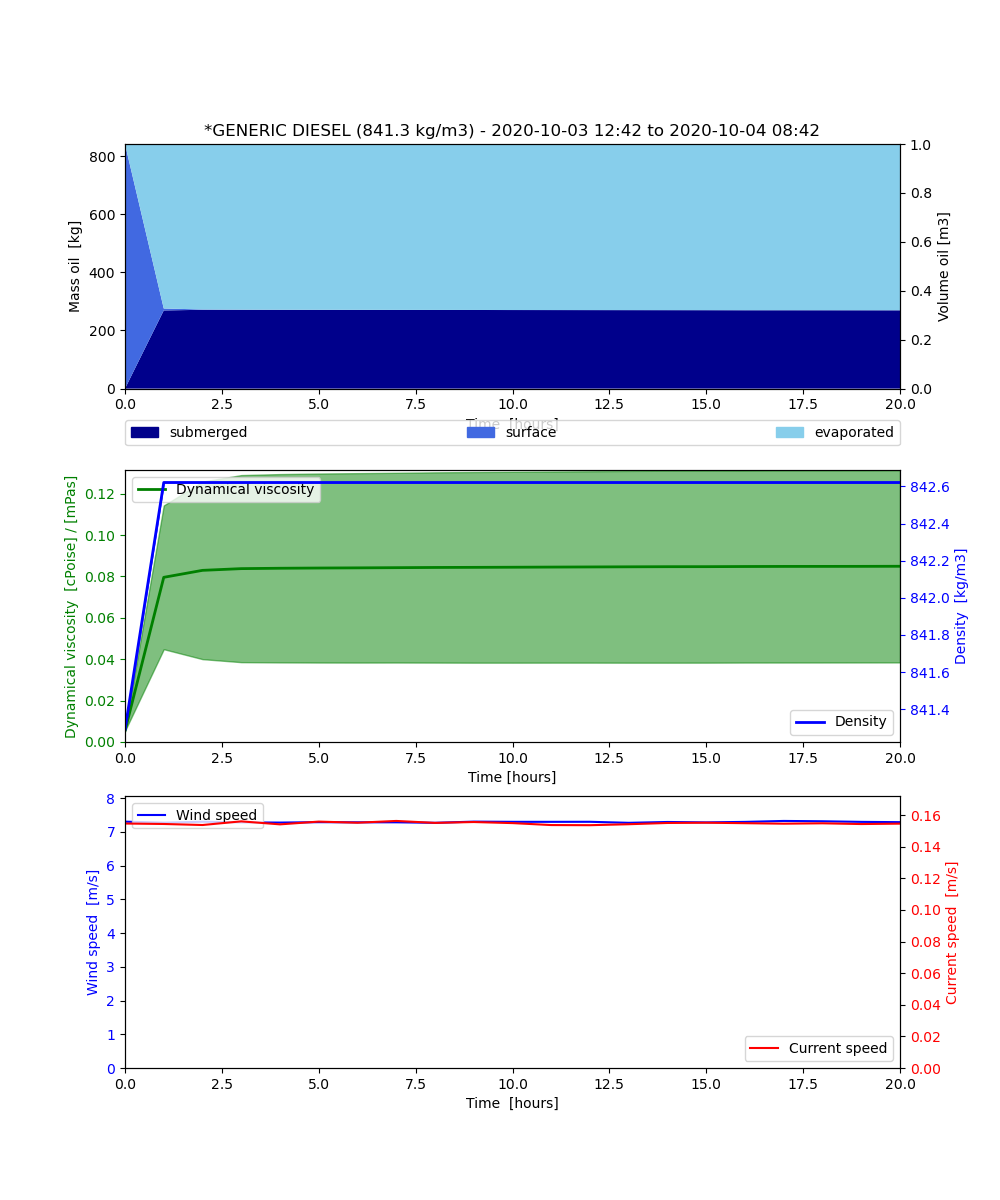 *GENERIC DIESEL (841.3 kg/m3) - 2020-10-03 12:42 to 2020-10-04 08:42
Mass oil [kg]
800
600
400
200
0
1.0
0.8
0.6
0.4
0.2
0.0
Volume oil [m3]
0.0 2.5 5.0 7.5 10.0 12.5 15.0 17.5 20.0
Time [hours]
submerged surface evaporated
Dynamical viscosity [cPoise] / [mPas]
0.12
0.10
0.08
0.06
0.04
0.02
0.00
Dynamical viscosity
842.6
842.4
842.2
842.0
841.8
841.6
841.4
Density [kg/m3]
Density
0.0 2.5 5.0 7.5 10.0 12.5 15.0 17.5 20.0
Time [hours]
Wind speed [m/s]
8
7
6
5
4
3
2
1
0
Wind speed
0.16
0.14
0.12
0.10
0.08
0.06
0.04
0.02
0.00
Current speed [m/s]
Current speed
0.0 2.5 5.0 7.5 10.0 12.5 15.0 17.5 20.0
Time [hours]